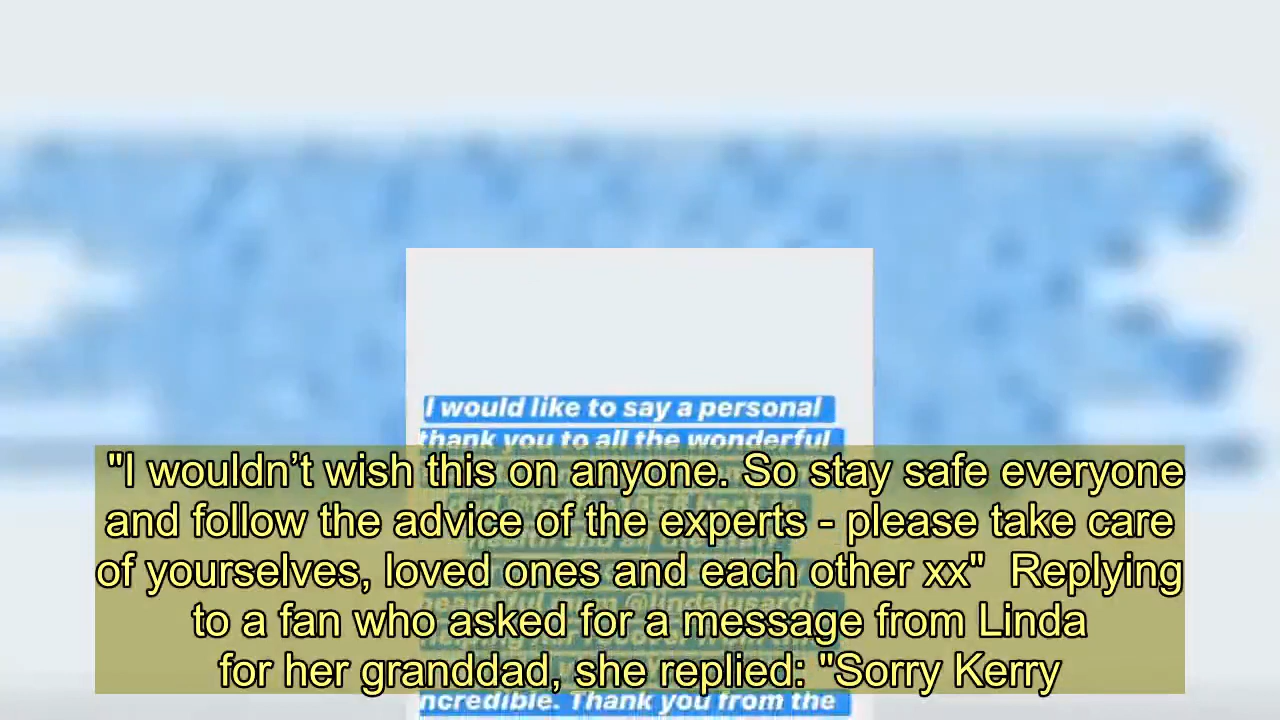 I would like to say a personal
thank you to all the wonderful
"I wouldn’t wish this on anyone. So stay safe everyone
and follow the advice of the experts - please take care
of yourselves, loved ones and each other xx"  Replying
to a fan who asked for a message from Linda
for her granddad, she replied: "Sorry Kerry
@lindalusardi
ncredible. Thank you from the